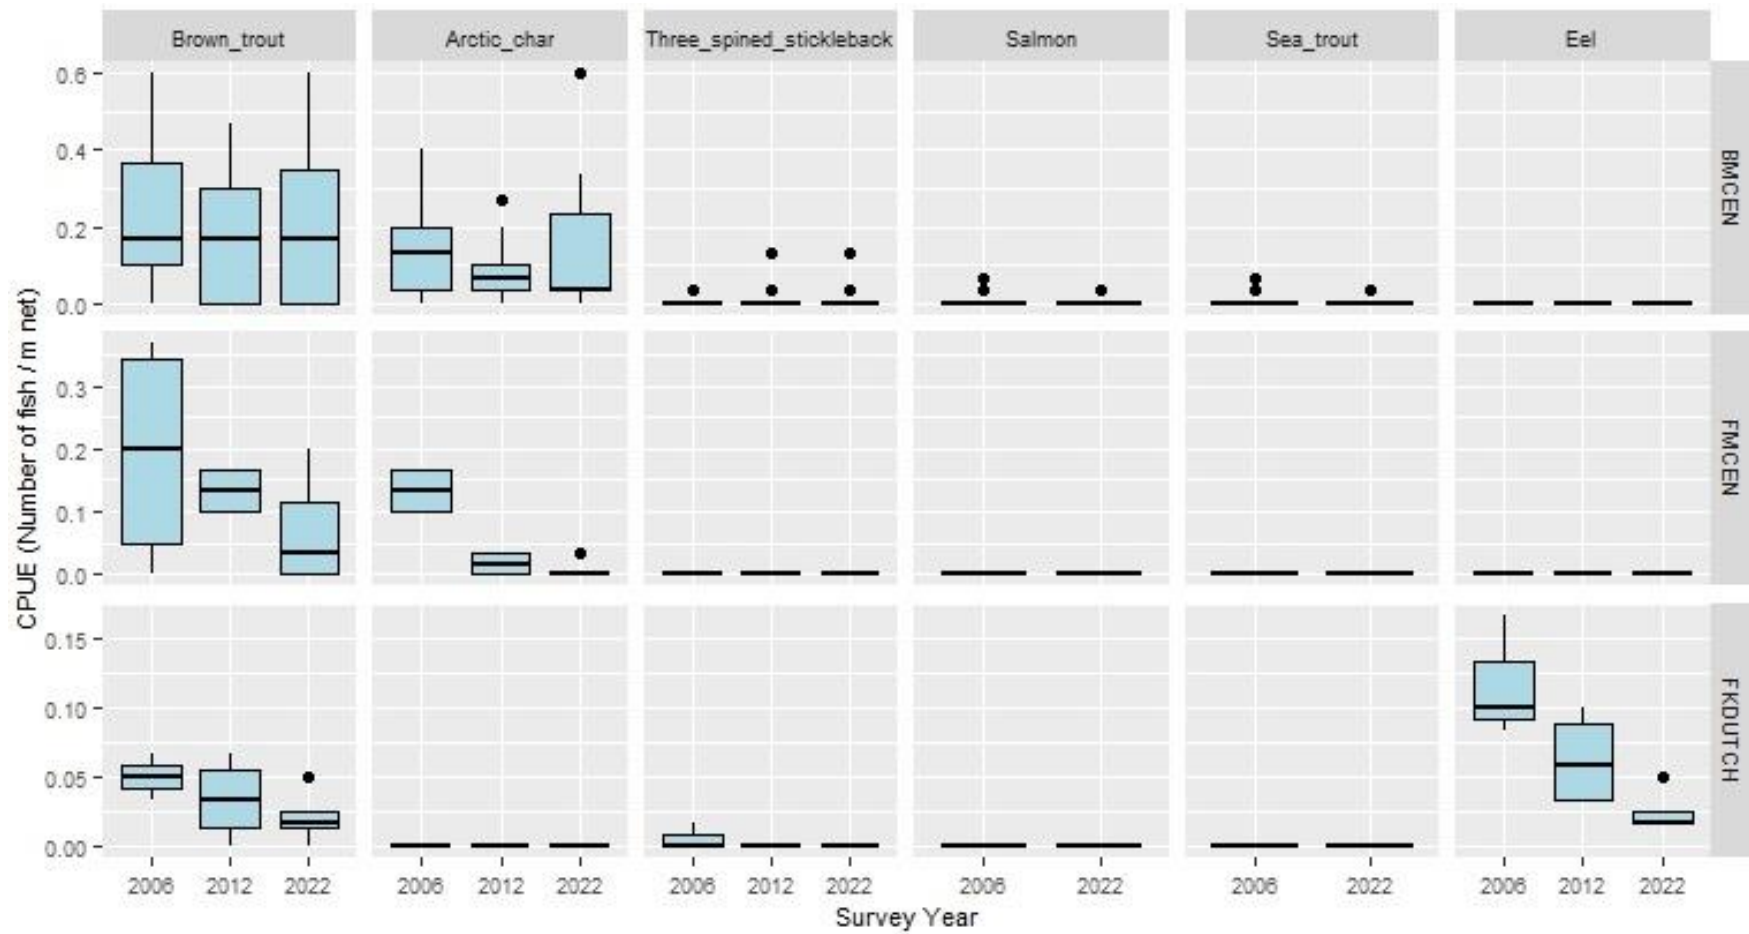 Brown_trout Arctic_char Three_spined_stickleback Salmon Sea_trout Eel
0.6
0.4
0.2
0.0
BMCEN
0.3
0.2
0.1
0.0
FMCEN
0.15
0.10
0.05
0.00
FKDUTCH
CPUE (Number of fish / m net)
2006 2012 2022 2006 2012 2022 2006 2012 2022 2006 2022 2006 2022 2006 2012 2022
Survey Year